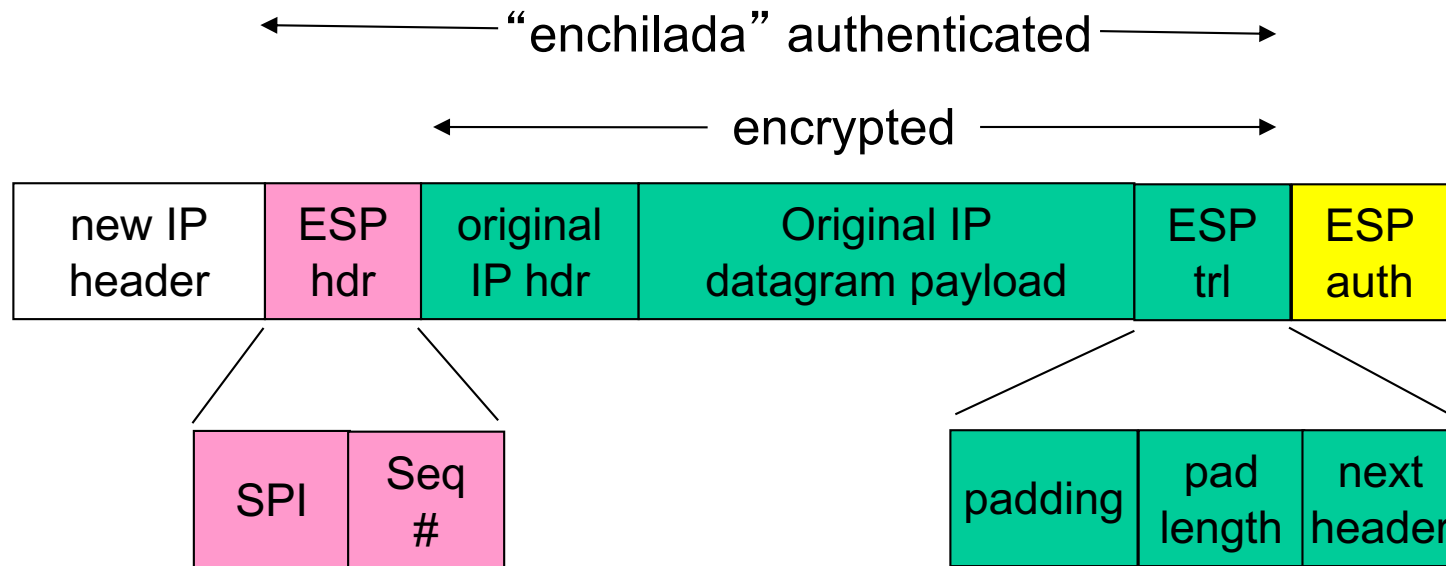 “enchilada” authenticated
encrypted
new IP
header
ESP
hdr
original
IP hdr
Original IP
datagram payload
ESP
trl
ESP
auth
SPI
Seq
#
padding
pad
length
next
header